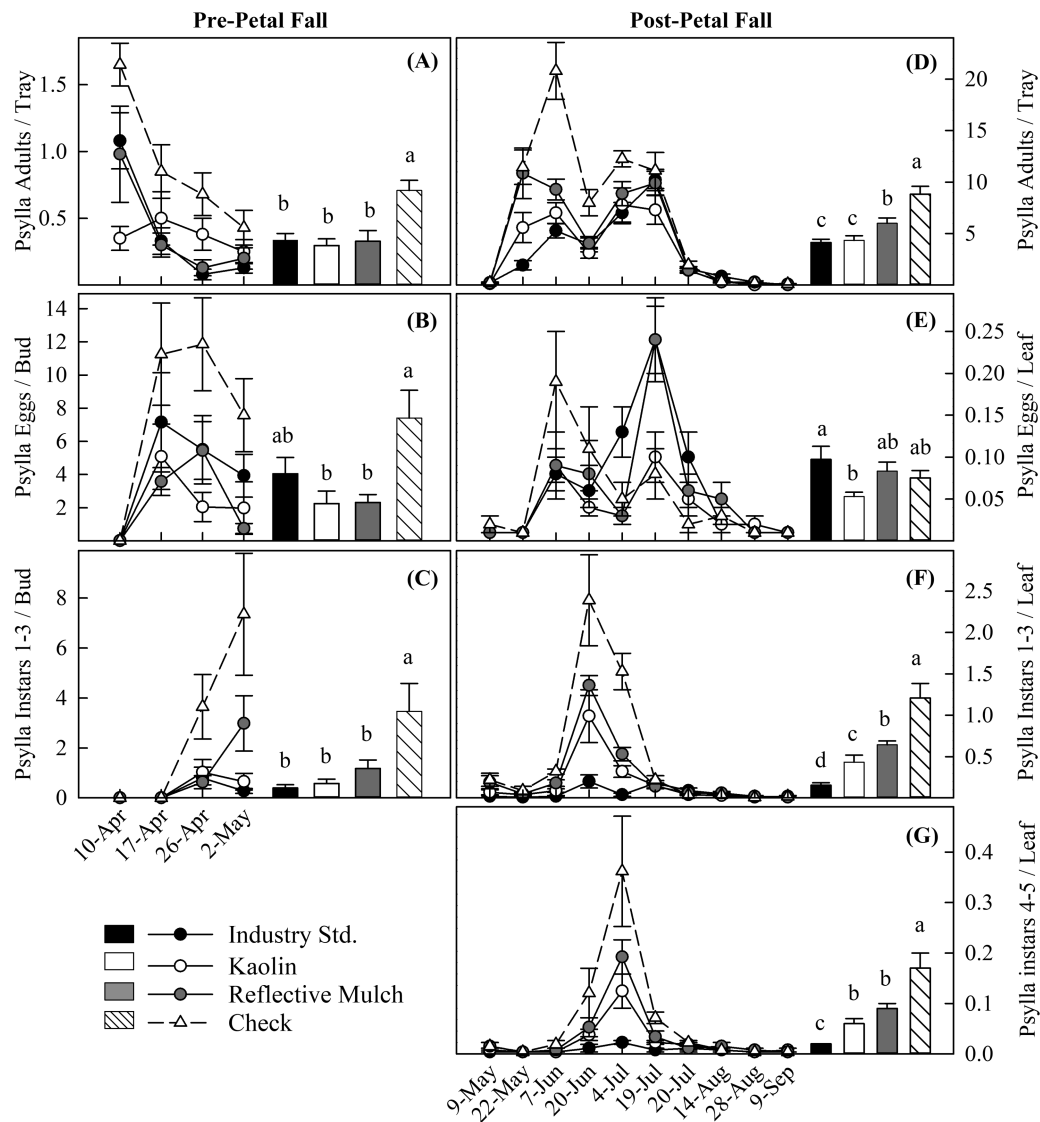 Pre-Petal Fall
Post-Petal Fall
Psylla Adults / Tray
1.5
1.0
0.5
(A)
b
b
b
a
(D)
c
c
b
a
20
15
10
5
Psylla Adults / Tray
Psylla Eggs / Bud
14
12
10
8
6
4
2
(B)
ab
b
b
a
(E)
a
b
ab
ab
0.25
0.20
0.15
0.10
0.05
Psylla Eggs / Leaf
Psylla Instars 1-3 / Bud
8
6
4
2
0
(C)
b
b
b
a
10-Apr
17-Apr
26-Apr
2-May
(F)
d
c
b
a
2.5
2.0
1.5
1.0
0.5
Psylla Instars 1-3 / Leaf
(G)
c
b
b
a
0.4
0.3
0.2
0.1
0.0
Psylla instars 4-5 / Leaf
9-May
22-May
7-Jun
20-Jun
4-Jul
19-Jul
20-Jul
14-Aug
28-Aug
9-Sep
Industry Std.
Kaolin
Reflective Mulch
Check